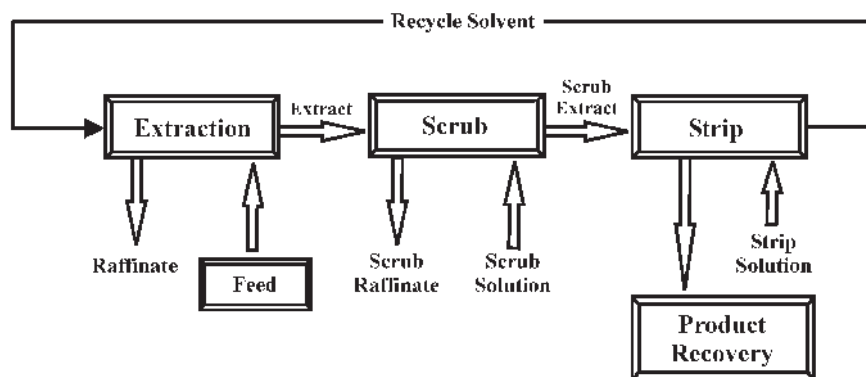 Recycle Solvent
Extraction
Extract
Scrub
Scrub
Extract
Strip
Raffinate
Feed
Scrub
Raffinate
Scrub
Solution
Strip
Solution
Product
Recovery